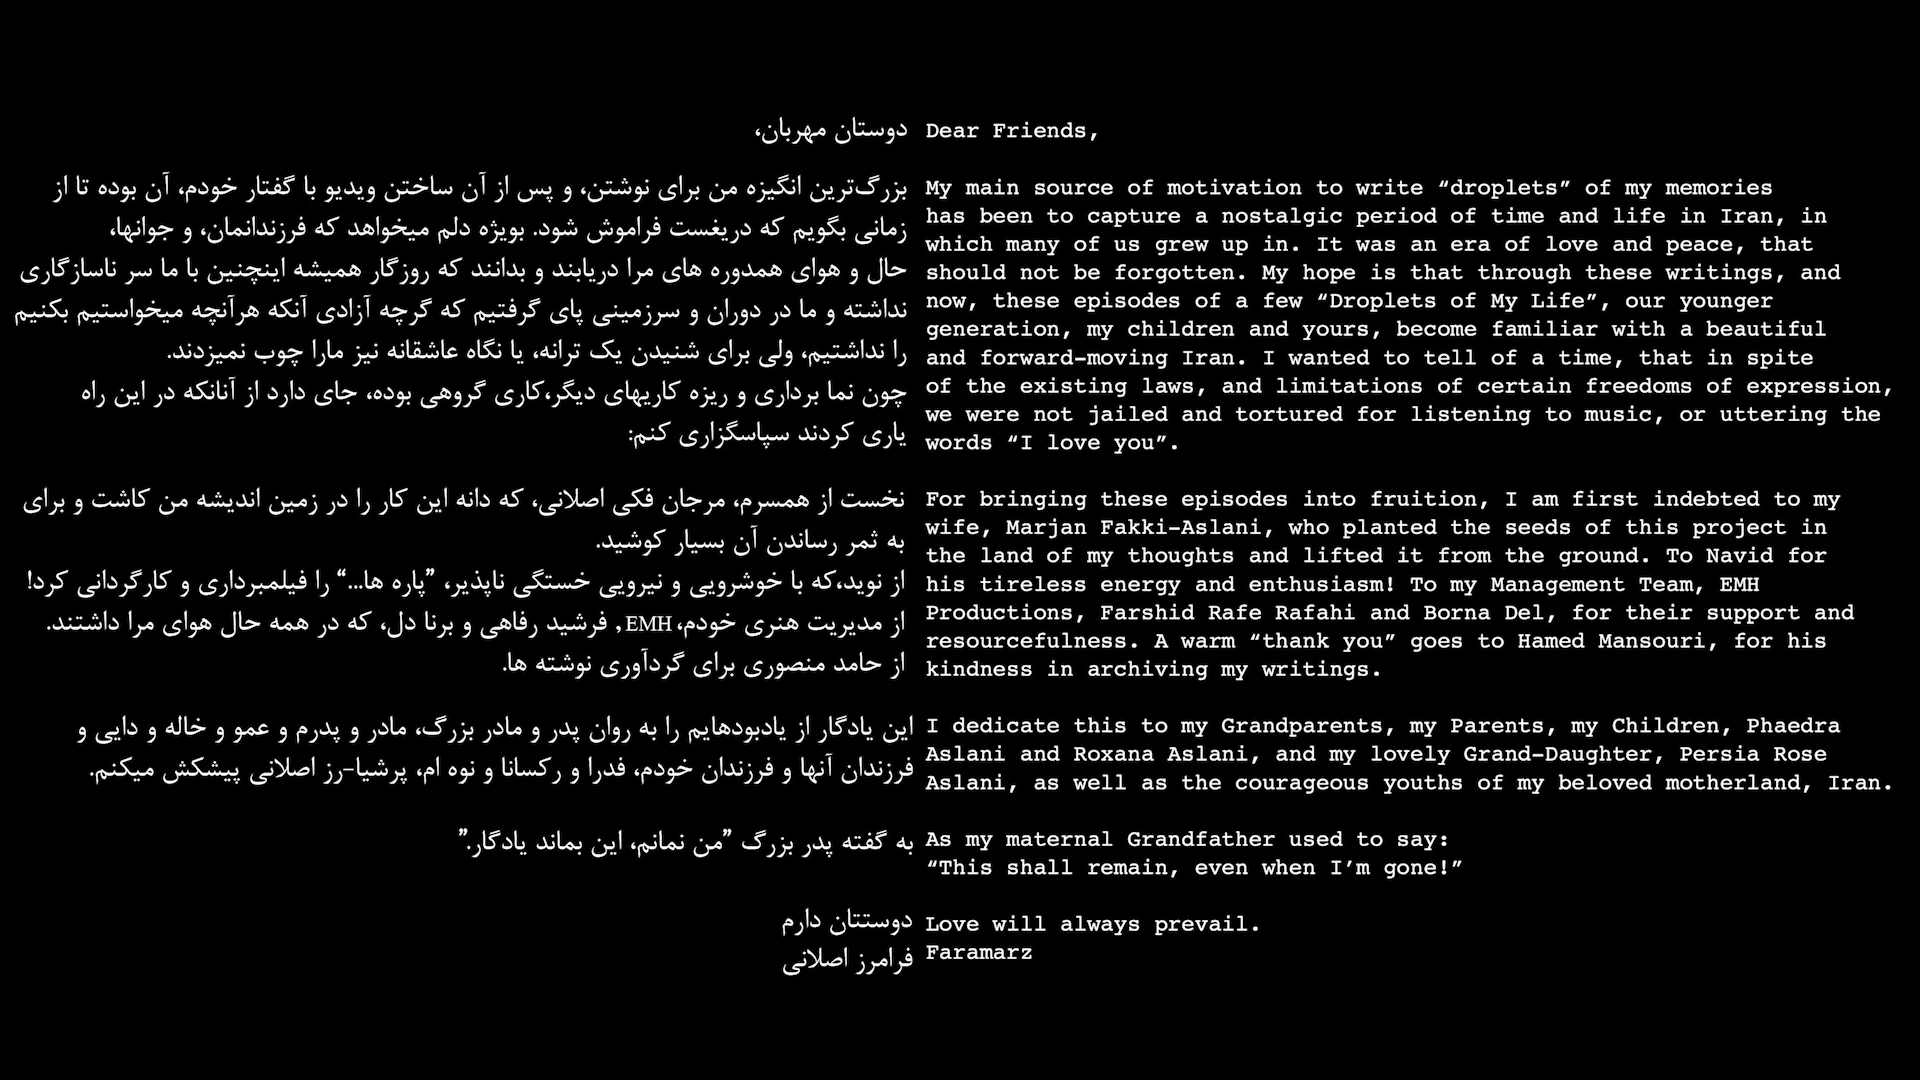 دوستان مهربان،
بزرگ‌ترین انگیزه من برای نوشتن، و پس از آن ساختن ویدیو با گفتار خودم، آن بوده تا از
زمانی بگویم که دریغست فراموش شود. بویژه دلم میخواهد که فرزندانمان، و جوانها،
حال و هوای همدوره های مرا دریابند و بدانند که روزگار همیشه اینچنین با ما سر ناسازگاری
نداشته و ما در دوران و سرزمینی پای گرفتیم که گرچه آزادی آنکه هرآنچه میخواستیم بکنیم
را نداشتیم، ولی برای شنیدن یک ترانه، یا نگاه عاشقانه نیز مارا چوب نمیزدند.
چون نما برداری و ریزه کاریهای دیگر،کاری گروهی بوده، جای دارد از آنانکه در این راه
یاری کردند سپاسگزاری کنم:
نخست از همسرم، مرجان فکی اصلانی، که دانه این کار را در زمین اندیشه من کاشت و برای
به ثمر رساندن آن بسیار کوشید.
از نوید،که با خوشرویی و نیرویی خستگی ناپذیر، ”پاره ها...“ را فیلمبرداری و کارگردانی کرد!
از مدیریت هنری خودم، EMH, فرشید رفاهی و برنا دل، که در همه حال هوای مرا داشتند.
از حامد منصوری برای گردآوری نوشته ها.
این یادگار از یادبودهایم را به روان پدر و مادر بزرگ، مادر و پدرم و عمو و خاله و دایی و
فرزندان آنها و فرزندان خودم، فدرا و رکسانا و نوه ام، پرشیا-رز اصلانی پیشکش میکنم.
به گفته پدر بزرگ ”من نمانم، این بماند یادگار.”
دوستتان دارم
فرامرز اصلانی
Dear Friends,
My main source of motivation to write “droplets” of my memories
has been to capture a nostalgic period of time and life in Iran, in
which many of us grew up in. It was an era of love and peace, that
should not be forgotten. My hope is that through these writings, and
now, these episodes of a few “Droplets of My Life”, our younger
generation, my children and yours, become familiar with a beautiful
and forward-moving Iran. I wanted to tell of a time, that in spite
of the existing laws, and limitations of certain freedoms of expression,
we were not jailed and tortured for listening to music, or uttering the
words “I love you”.
For bringing these episodes into fruition, I am first indebted to my
wife, Marjan Fakki-Aslani, who planted the seeds of this project in
the land of my thoughts and lifted it from the ground. To Navid for
his tireless energy and enthusiasm! To my Management Team, EMH
Productions, Farshid Rafe Rafahi and Borna Del, for their support and
resourcefulness. A warm “thank you” goes to Hamed Mansouri, for his
kindness in archiving my writings.
I dedicate this to my Grandparents, my Parents, my Children, Phaedra
Aslani and Roxana Aslani, and my lovely Grand-Daughter, Persia Rose
Aslani, as well as the courageous youths of my beloved motherland, Iran.
As my maternal Grandfather used to say:
“This shall remain, even when I’m gone!”
Love will always prevail.
Faramarz